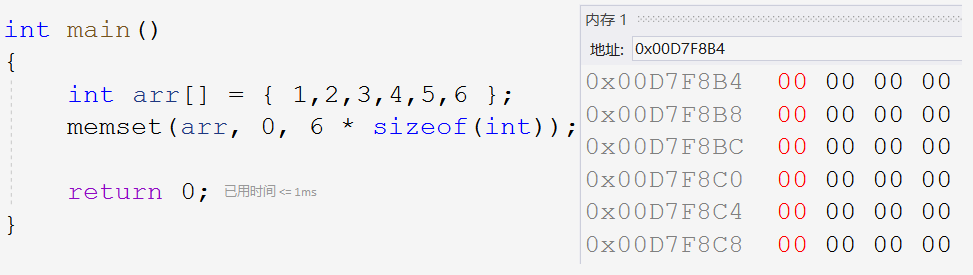 int main()
{
int arr[] = { 1,2,3,4,5,6 };
memset(arr, 0, 6 * sizeof(int));
return 0; 已用时间 <= 1ms
}
内存 1
地址: 0x00D7F8B4
0x00D7F8B4 00 00 00 00
0x00D7F8B8 00 00 00 00
0x00D7F8BC 00 00 00 00
0x00D7F8C0 00 00 00 00
0x00D7F8C4 00 00 00 00
0x00D7F8C8 00 00 00 00